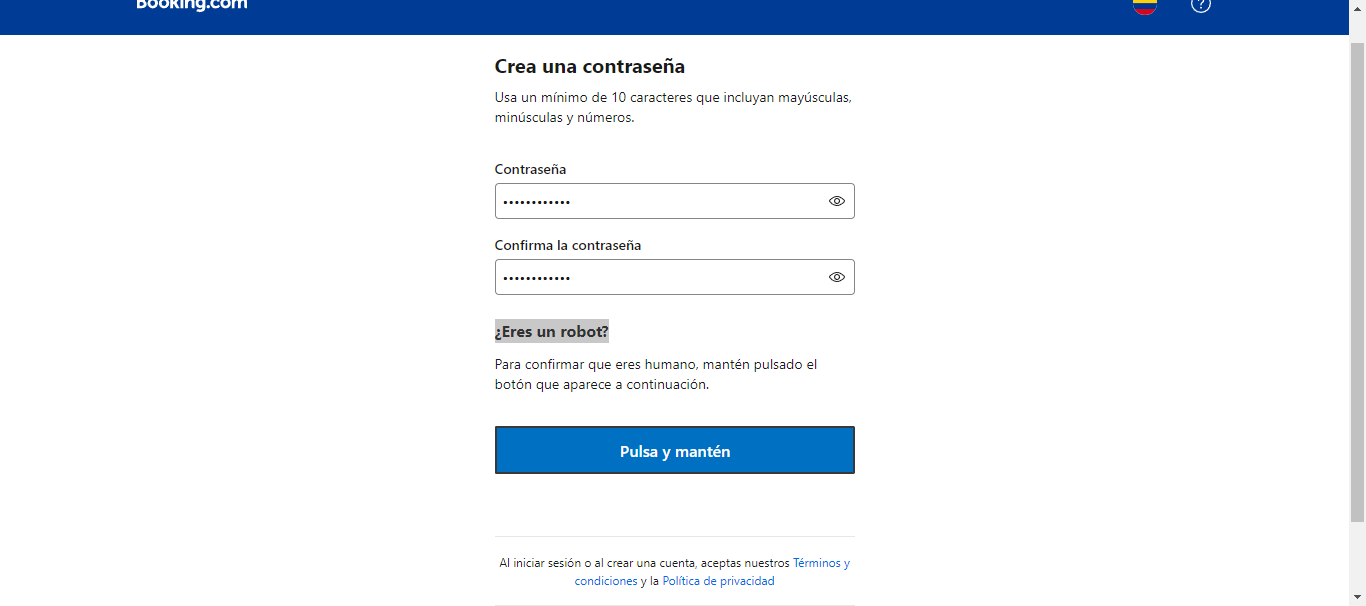 Booking.com
Crea una contraseña
Usa un mínimo de 10 caracteres que incluyan mayúsculas,
minúsculas y números.
Contraseña
••••••••••••
Confirma la contraseña
••••••••••••
¿Eres un robot?
Para confirmar que eres humano, mantén pulsado el
botón que aparece a continuación.
Pulsa y mantén
Al iniciar sesión o al crear una cuenta, aceptas nuestros Términos y
condiciones y la Política de privacidad